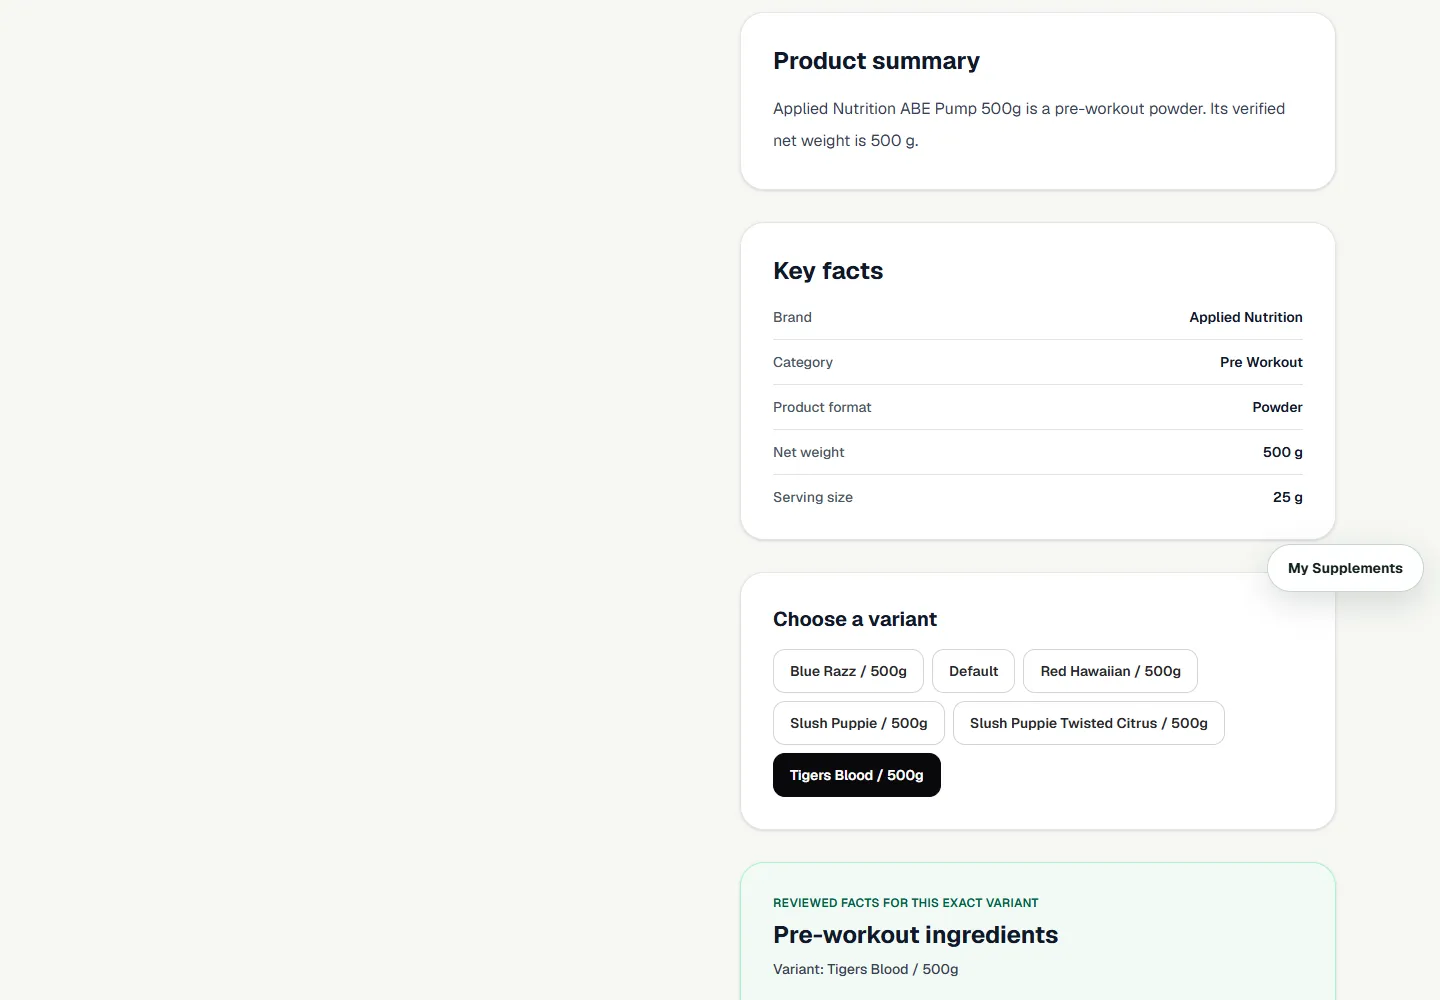 Product summary
Applied Nutrition ABE Pump 500g is a pre-workout powder. Its verified
net weight is 500 g.
Key facts
Brand Applied Nutrition
Category Pre Workout
Product format Powder
Net weight 500 g
Serving size 25 g
My Supplements
Choose a variant
Blue Razz / 500g Default Red Hawaiian / 500g
Slush Puppie / 500g Slush Puppie Twisted Citrus / 500g
Tigers Blood / 500g
REVIEWED FACTS FOR THIS EXACT VARIANT
Pre-workout ingredients
Variant: Tigers Blood / 500g